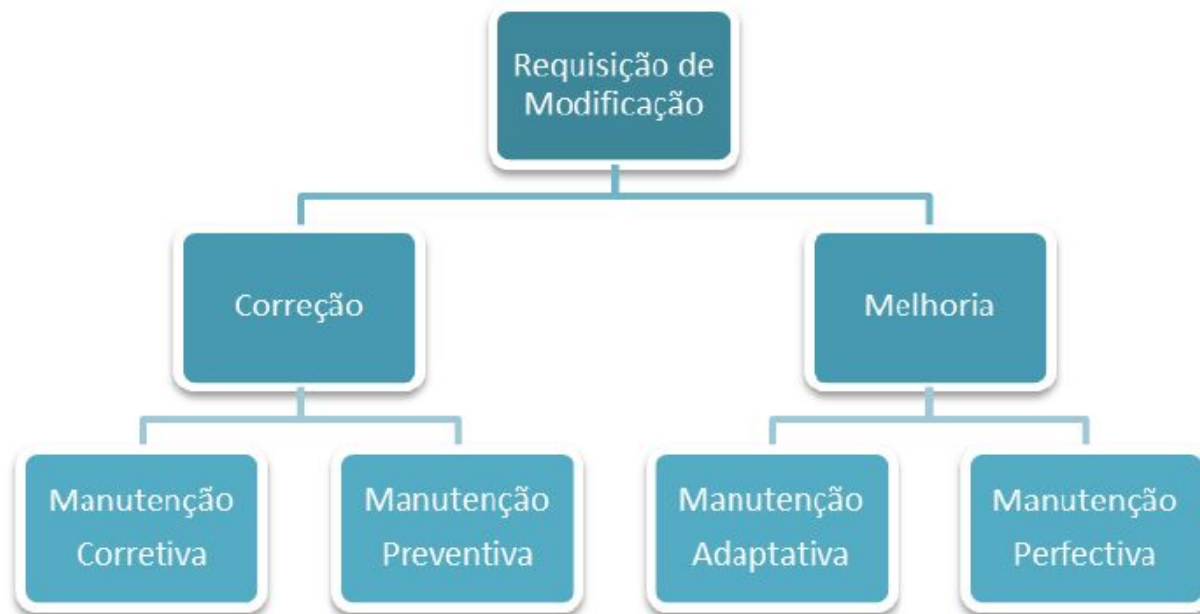 Requisição de
Modificação
Correção
Melhoria
Manutenção
Corretiva
Manutenção
Preventiva
Manutenção
Adaptativa
Manutenção
Perfectiva